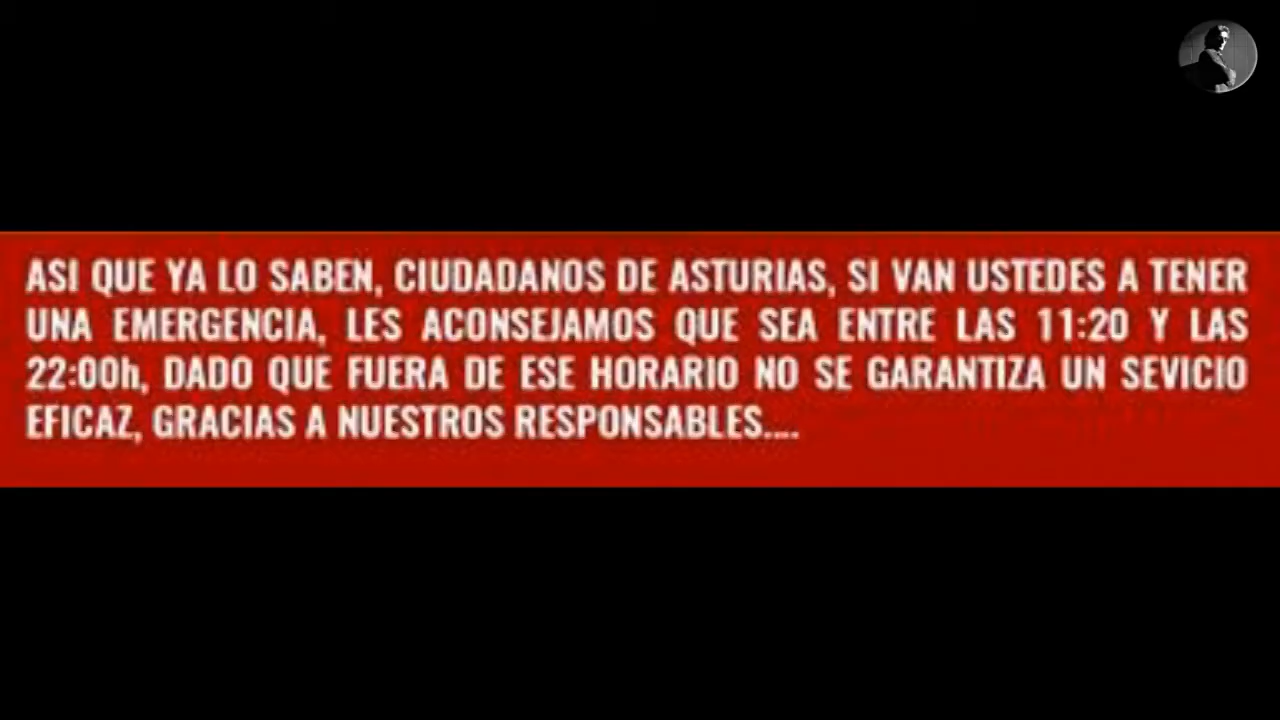 ASI QUE YA LO SABEN, CIUDADANOS DE ASTURIAS, SI VAN USTEDES A TENER
UNA EMERGENCIA, LES ACONSEJAMOS QUE SEA ENTRE LAS 11:20 Y LAS
22:00h, DADO QUE FUERA DE ESE HORARIO NO SE GARANTIZA UN SEVICIO
EFICAZ, GRACIAS A NUESTROS RESPONSABLES....